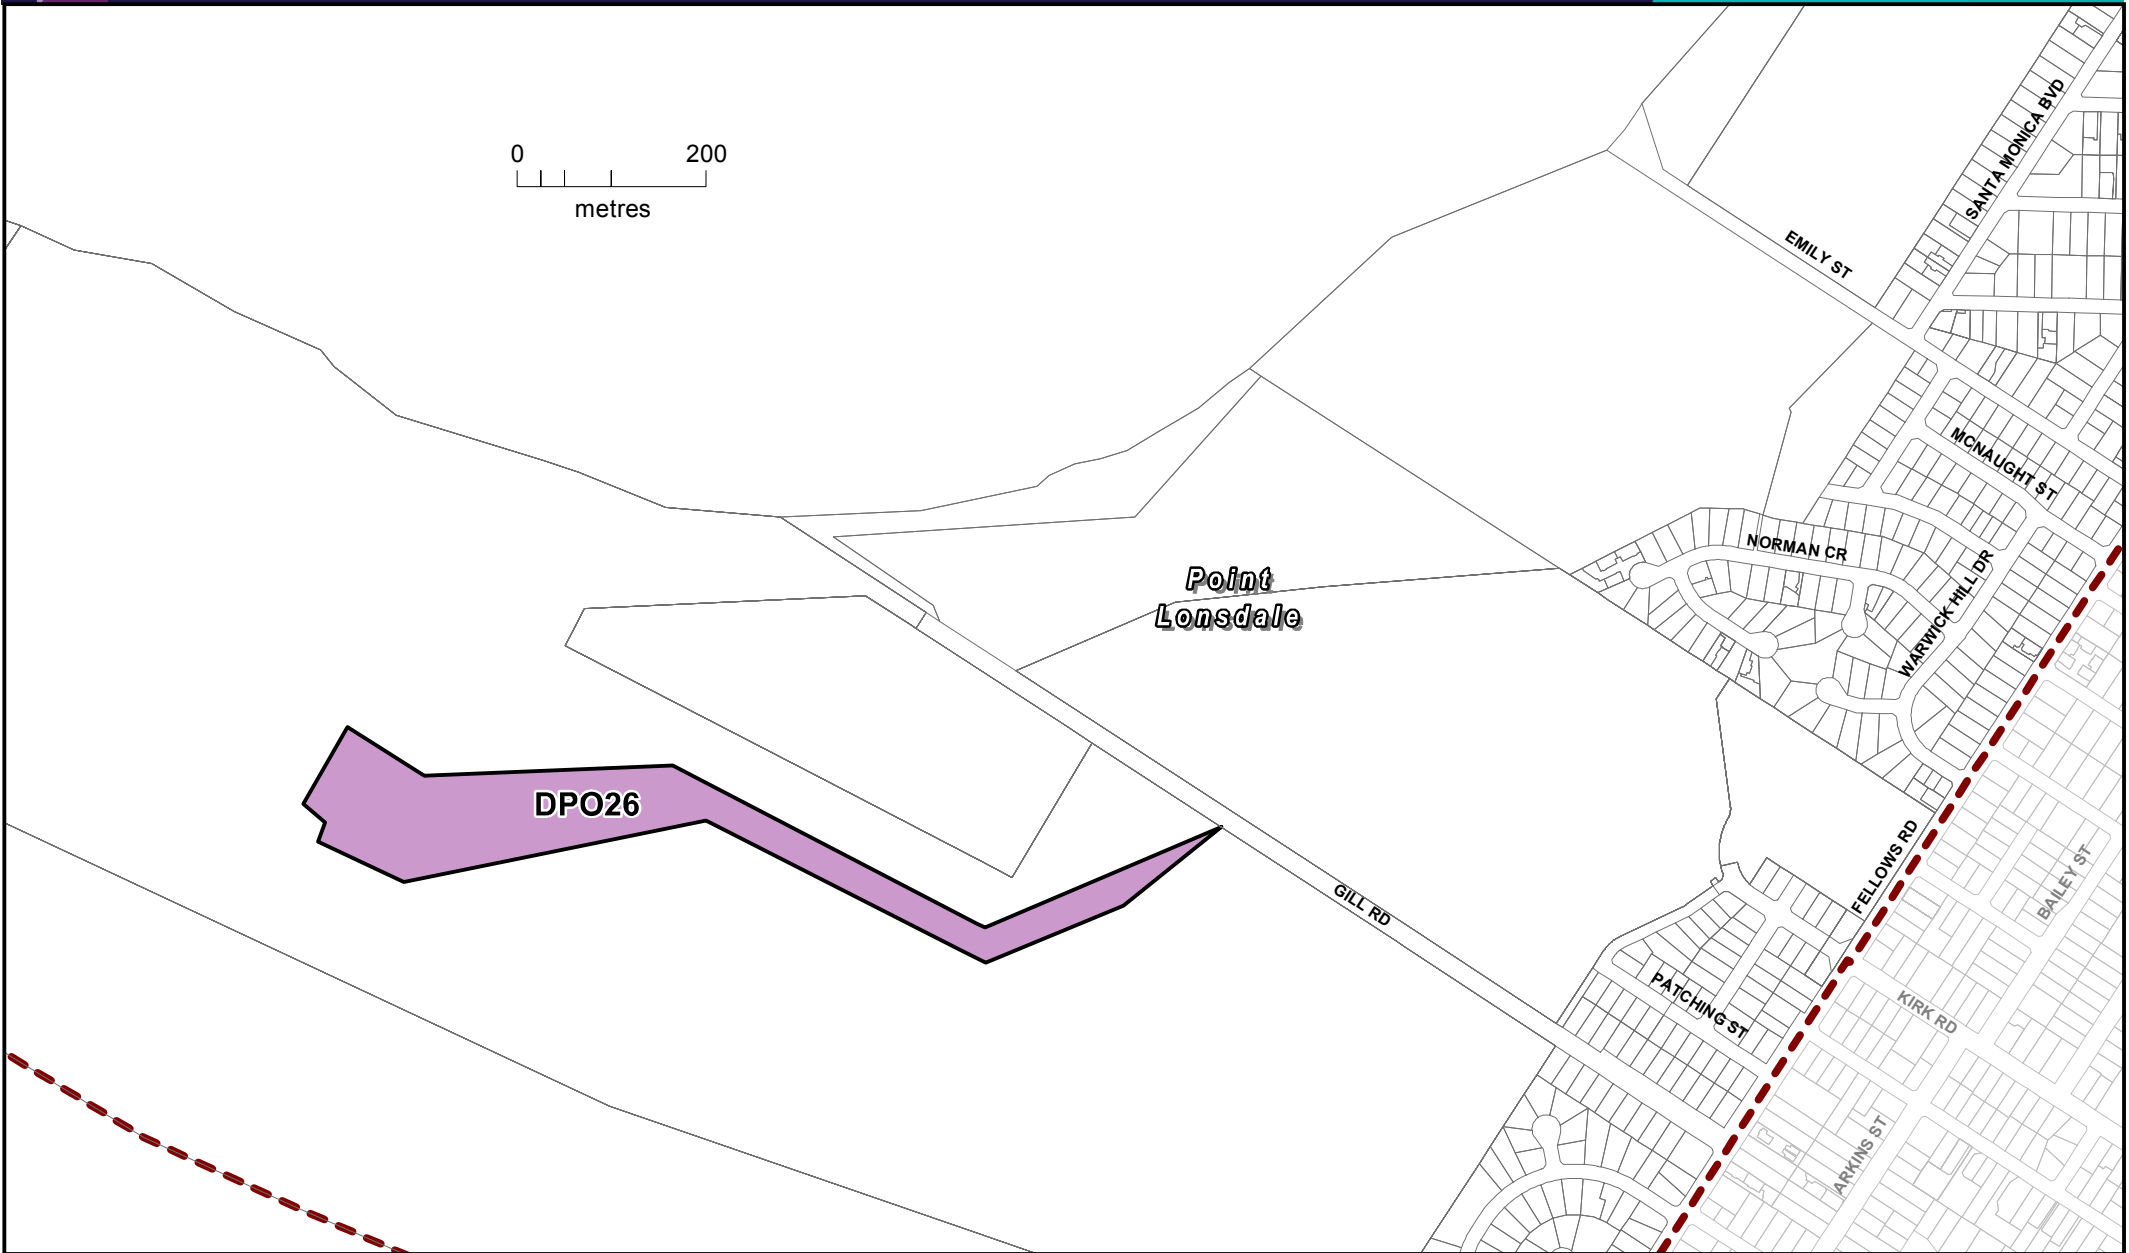 SANTA MONICA BVD
0 200
metres
EMILY ST
MCNAUGHT ST
NORMAN CR
Point
Lonsdale
WARWICK HILL DR
DPO26
GILL RD
FELLOWS RD
BAILEY ST
PATCHING ST
KIRK RD
ARKINS ST